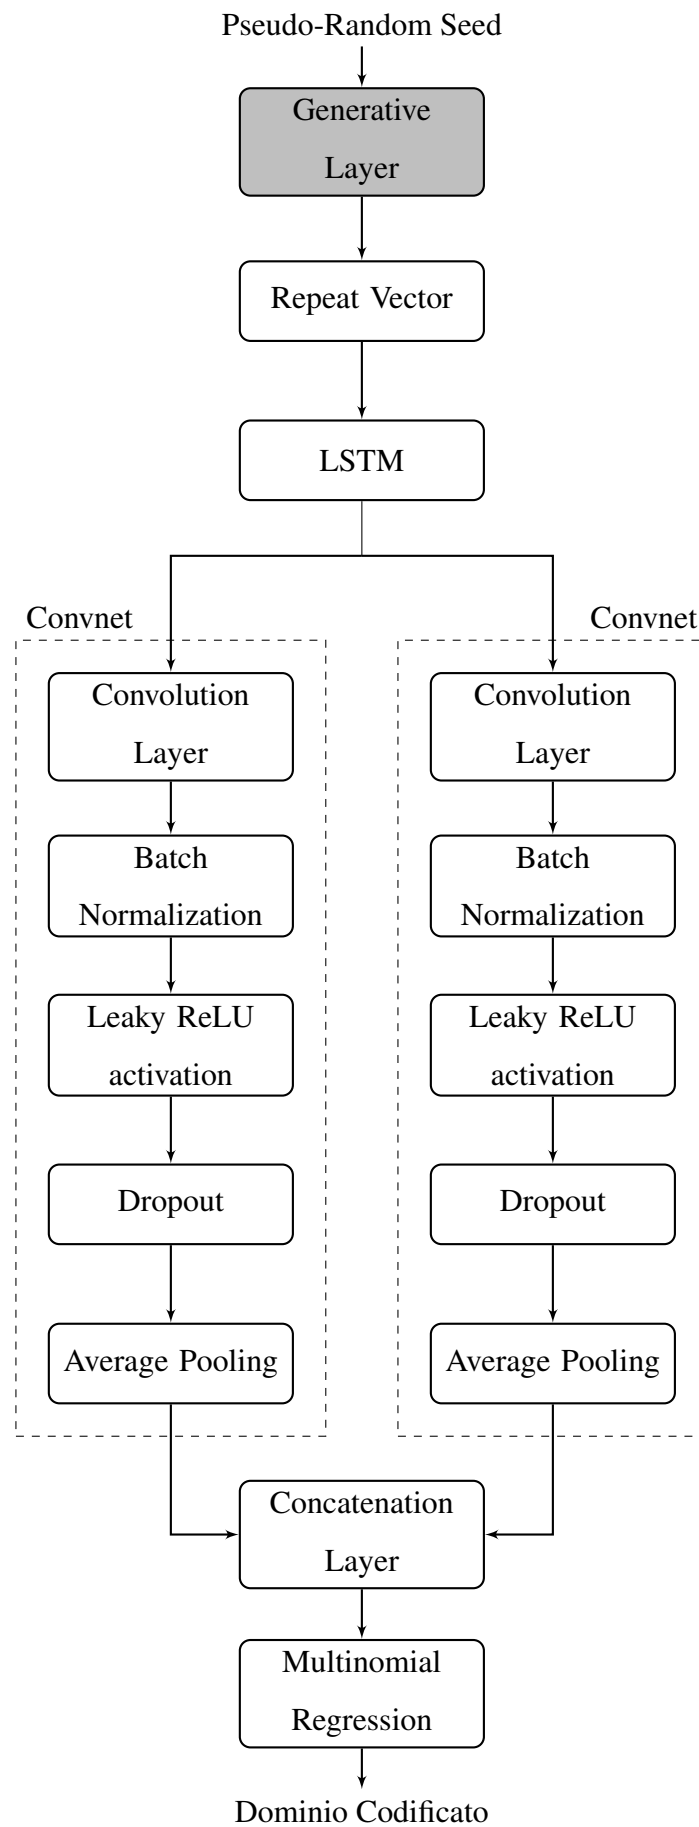 Pseudo-Random Seed
Generative
Layer
Repeat Vector
LSTM
Convnet
Convolution
Layer
Batch
Normalization
Leaky ReLU
activation
Dropout
Average Pooling
Convnet
Convolution
Layer
Batch
Normalization
Leaky ReLU
activation
Dropout
Average Pooling
Concatenation
Layer
Multinomial
Regression
Dominio Codificato